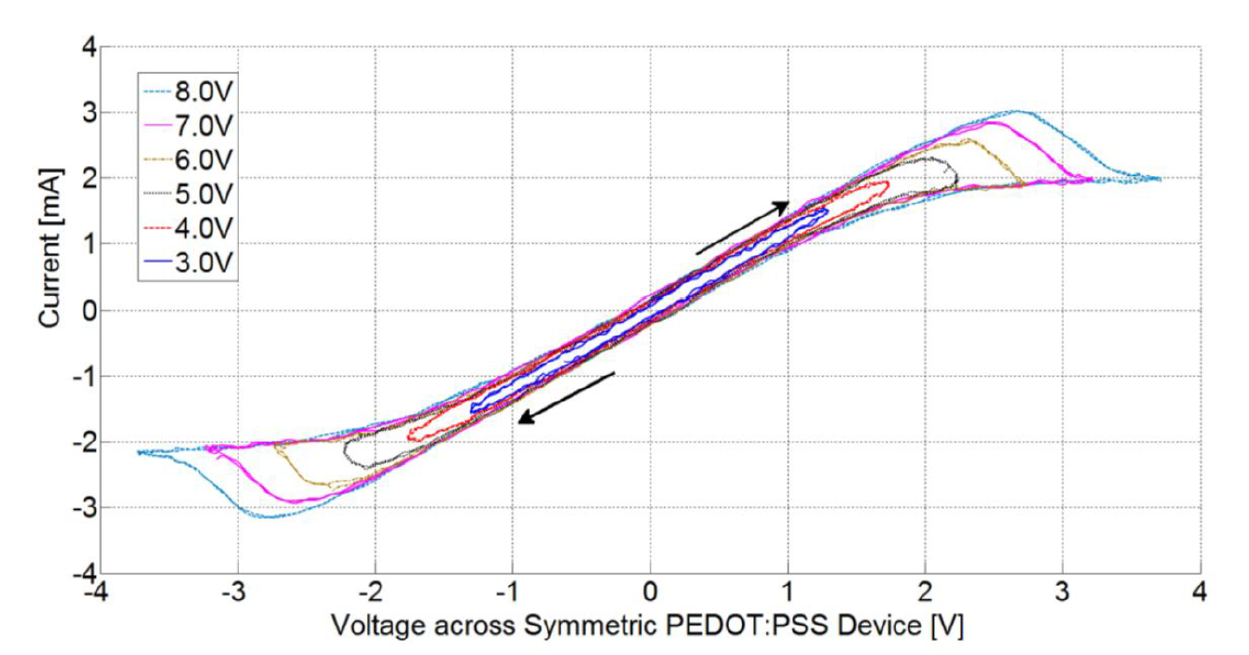 4
3
2
1
0
-1
-2
-3
-4
Current [mA]
8.0V
7.0V
6.0V
5.0V
4.0V
3.0V
-4 -3 -2 -1 0 1 2 3 4
Voltage across Symmetric PEDOT:PSS Device [V]